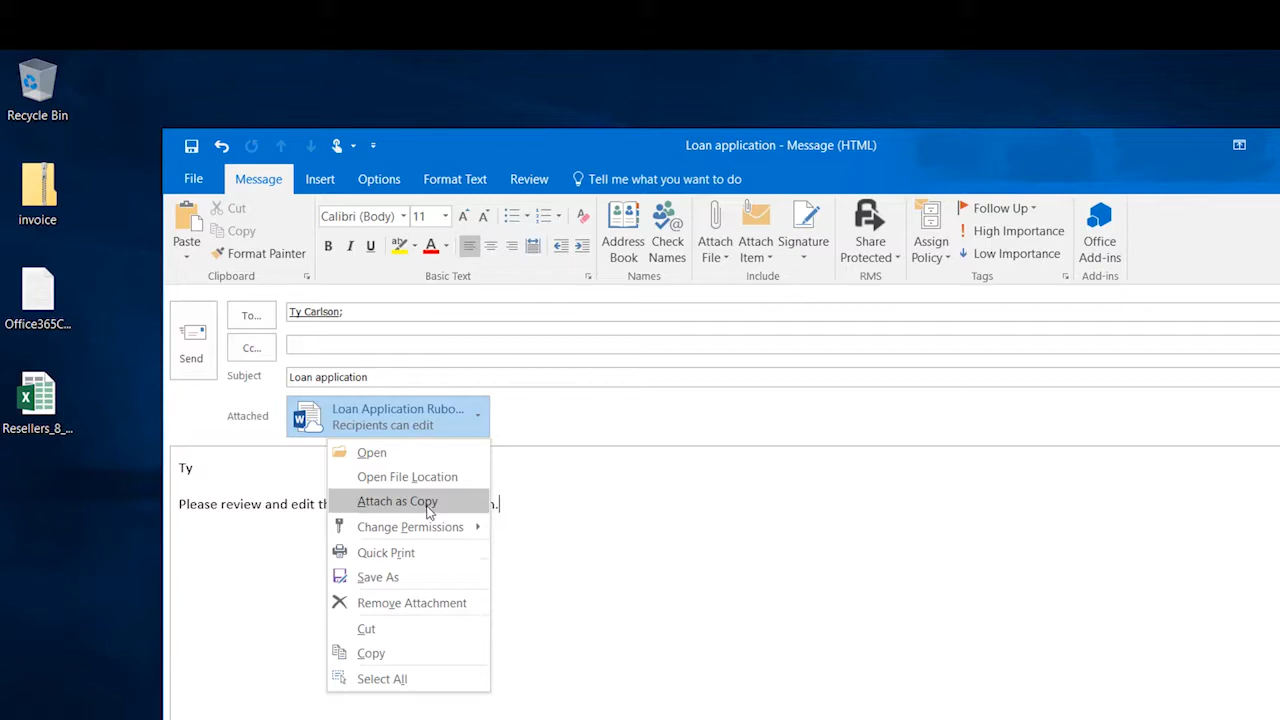 Recycle Bin
invoice
Office365C...
Resellers_8_...
Loan application - Message (HTML)
File Message Insert Options Format Text Review Tell me what you want to do
Paste
Cut
Copy
Format Painter
Clipboard
Calibri (Body) 11
B I U ab A
Basic Text
Address Book
Check Names
Names
Attach File
Attach Item
Signature
Include
Share Protected
RMS
Assign Policy
Follow Up
High Importance
Low Importance
Tags
Office Add-ins
Add-ins
Send
To... Ty Carlson;
Cc...
Subject Loan application
Attached Loan Application Rubo...
Recipients can edit
Ty
Please review and edit
Open
Open File Location
Attach as Copy
Change Permissions
Quick Print
Save As
Remove Attachment
Cut
Copy
Select All